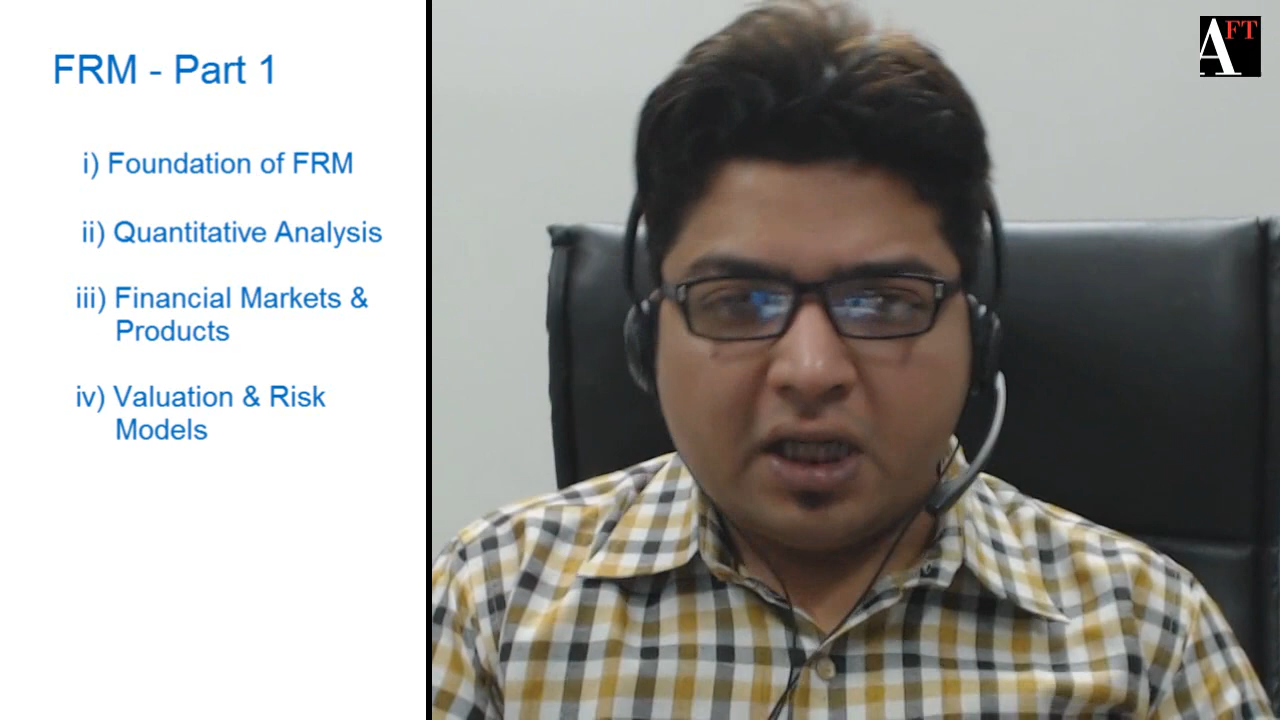 FRM - Part 1
i) Foundation of FRM
ii) Quantitative Analysis
iii) Financial Markets &
Products
iv) Valuation & Risk
Models
AFT